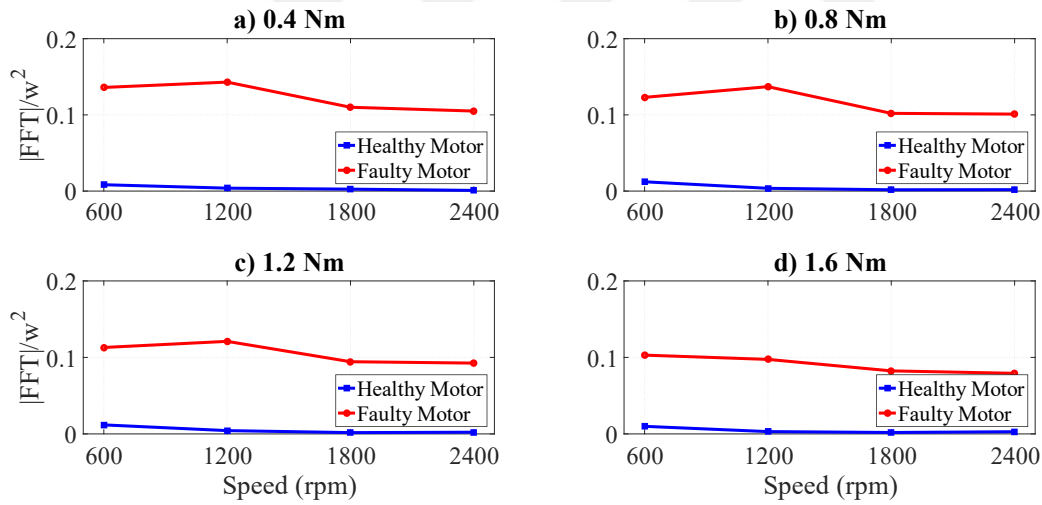 a) 0.4 Nm
0.2
0.1
0
|FFT|/w^2
Healthy Motor
Faulty Motor
600 1200 1800 2400
b) 0.8 Nm
0.2
0.1
0
Healthy Motor
Faulty Motor
600 1200 1800 2400
c) 1.2 Nm
0.2
0.1
0
|FFT|/w^2
Healthy Motor
Faulty Motor
600 1200 1800 2400
Speed (rpm)
d) 1.6 Nm
0.2
0.1
0
Healthy Motor
Faulty Motor
600 1200 1800 2400
Speed (rpm)